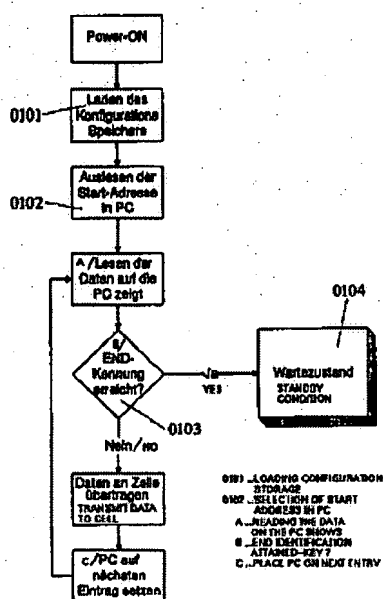 Power-ON
0101
Laden des
Konfigurations
Speichers
0102
Auslesen der
Start-Adresse
in PC
A/Lesen der
Daten auf die
PC zeigt
B/
END-
Kennung
erreicht?
0103
Ja
YES
0104
Wartezustand
STANDBY
CONDITION
Nein/NO
Daten an Zelle
übertragen
TRANSMIT DATA
TO CELL
C/PC auf
nächsten
Eintrag setzen
0101...LOADING CONFIGURATION
STORAGE
0102...SELECTION OF START
ADDRESS IN PC
A...READING THE DATA
ON THE PC SHOWS
B...END IDENTIFICATION
ATTAINED-KEY?
C...PLACE PC ON NEXT ENTRY